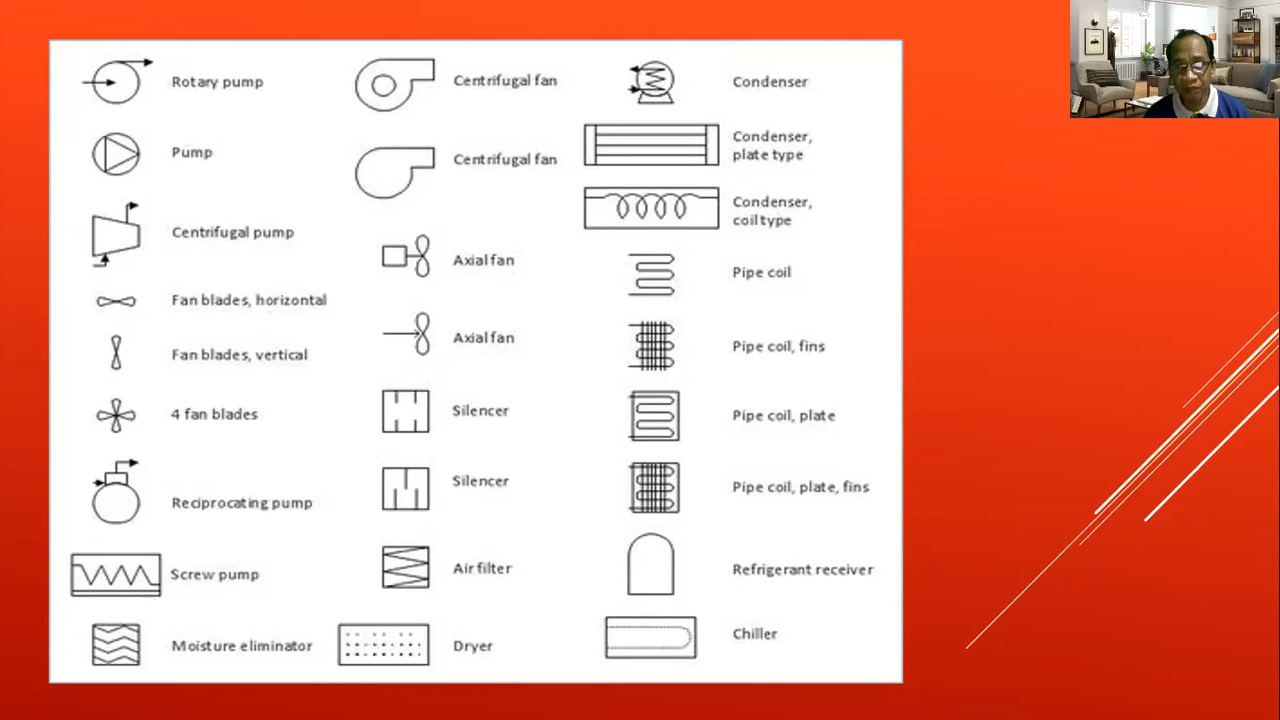 Rotary pump
Pump
Centrifugal pump
Fan blades, horizontal
Fan blades, vertical
4 fan blades
Reciprocating pump
Screw pump
Moisture eliminator
Centrifugal fan
Centrifugal fan
Axial fan
Axial fan
Silencer
Silencer
Air filter
Dryer
Condenser
Condenser,
plate type
Condenser,
coil type
Pipe coil
Pipe coil, fins
Pipe coil, plate
Pipe coil, plate, fins
Refrigerant receiver
Chiller